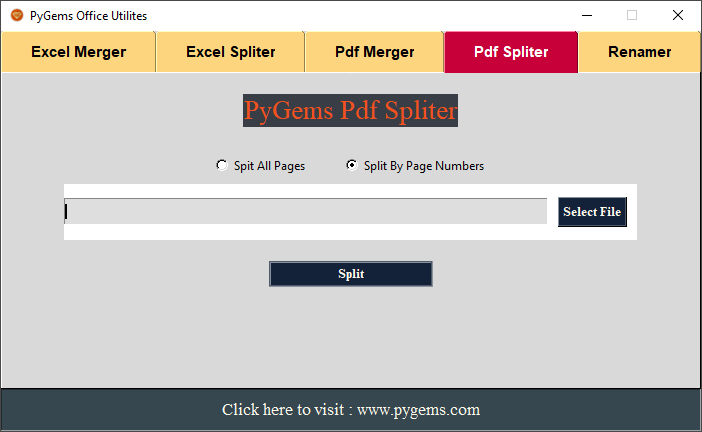 PyGems Office Utilites
Excel Merger Excel Spliter Pdf Merger Pdf Spliter Renamer
PyGems Pdf Spliter
Spit All Pages Split By Page Numbers
Select File
Split
Click here to visit : www.pygems.com